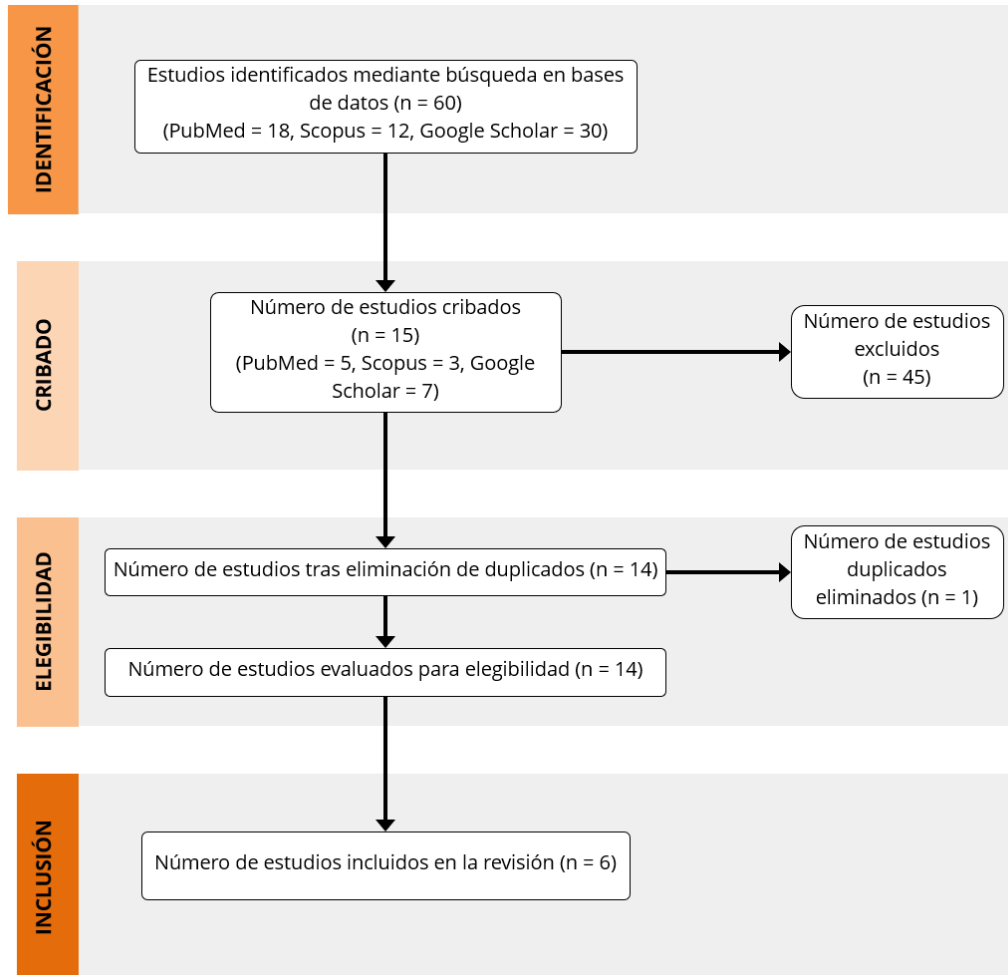 IDENTIFICACIÓN
Estudios identificados mediante búsqueda en bases
de datos (n = 60)
(PubMed = 18, Scopus = 12, Google Scholar = 30)
CRIBADO
Número de estudios cribados
(n = 15)
(PubMed = 5, Scopus = 3, Google
Scholar = 7)
Número de estudios
excluidos
(n = 45)
ELEGIBILIDAD
Número de estudios tras eliminación de duplicados (n = 14)
Número de estudios
duplicados
eliminados (n = 1)
Número de estudios evaluados para elegibilidad (n = 14)
INCLUSIÓN
Número de estudios incluidos en la revisión (n = 6)